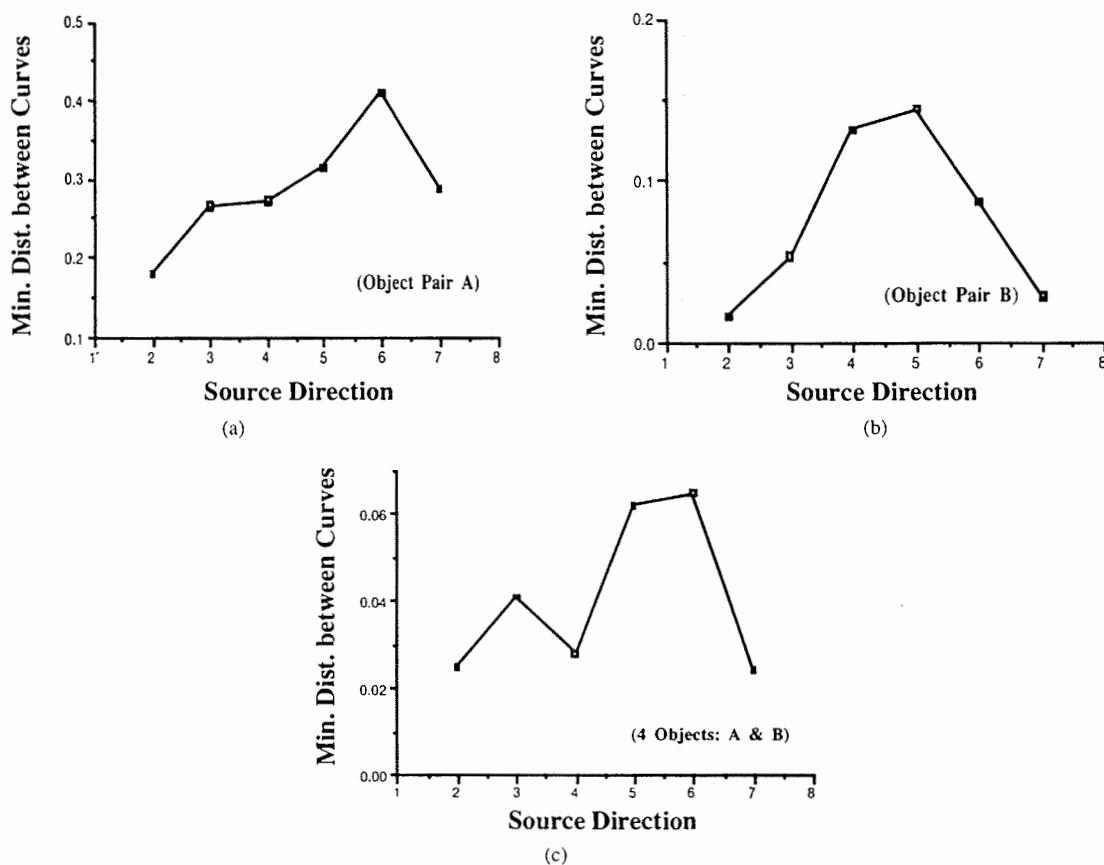 Min. Dist. between Curves
0.5
0.4
0.3
0.2
0.1
1 2 3 4 5 6 7 8
(Object Pair A)
Source Direction
(a)
Min. Dist. between Curves
0.2
0.1
0.0
1 2 3 4 5 6 7 8
(Object Pair B)
Source Direction
(b)
Min. Dist. between Curves
0.06
0.04
0.02
0.00
1 2 3 4 5 6 7 8
(4 Objects: A & B)
Source Direction
(c)